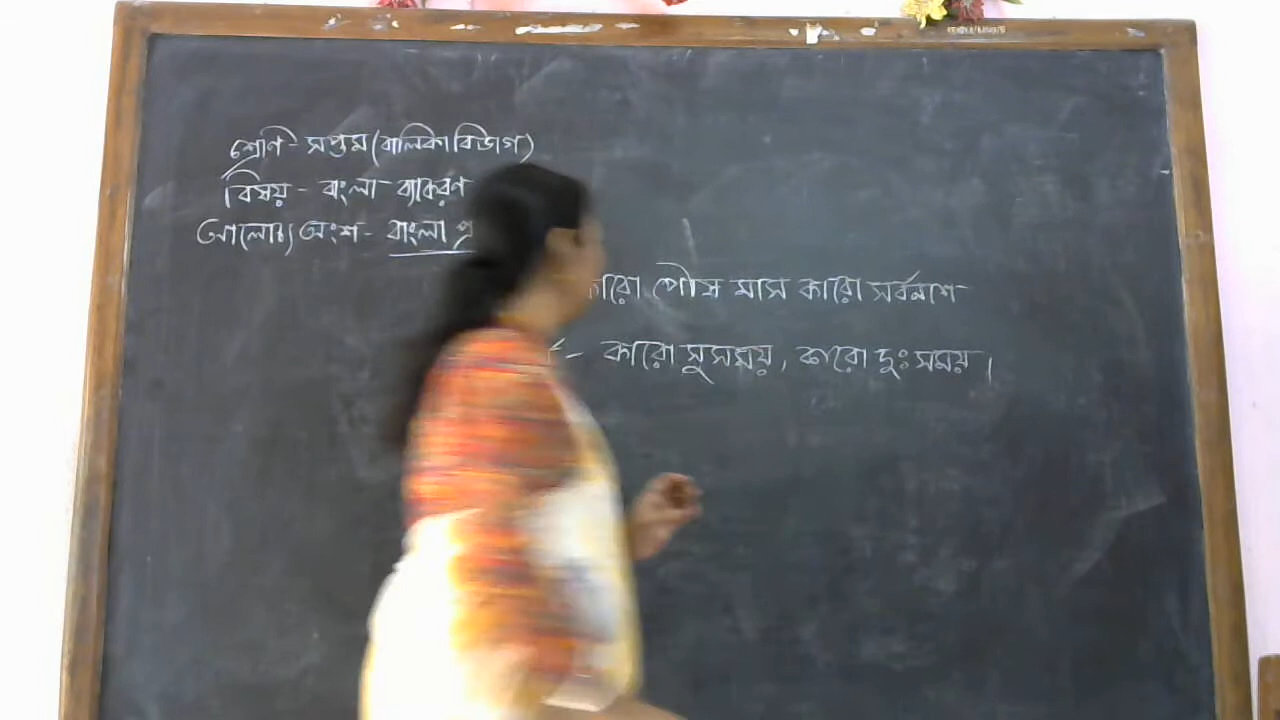 শ্রেণি - সপ্তম (বালিকা বিভাগ)
বিষয় - বাংলা ব্যাকরণ
আলোচ্য অংশ - বাংলা প্র
কারো পৌষ মাস কারো সর্বনাশ
- কারো সুসময়, কারো দুঃসময়।